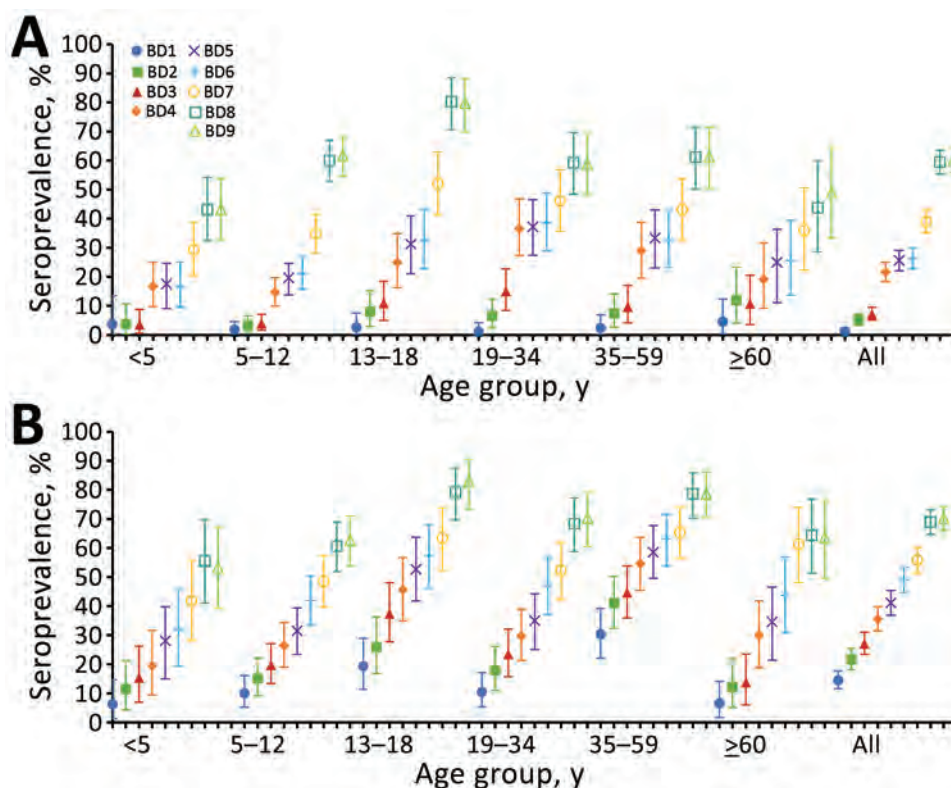 A
Seroprevalence, %
100
90
80
70
60
50
40
30
20
10
0
BD1 BD5
BD2 BD6
BD3 BD7
BD4 BD8
BD9
<5 5–12 13–18 19–34 35–59 ≥60 All
Age group, y
B
Seroprevalence, %
100
90
80
70
60
50
40
30
20
10
0
<5 5–12 13–18 19–34 35–59 ≥60 All
Age group, y